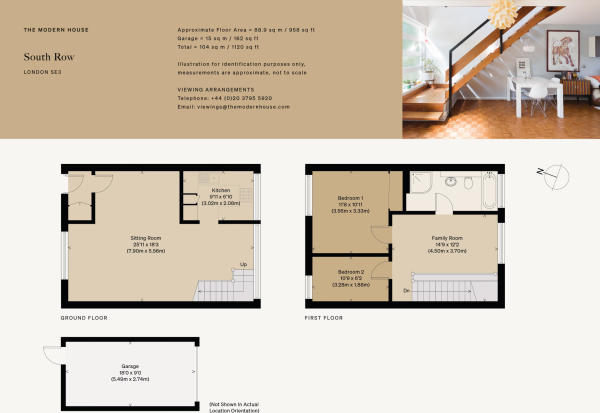 THE MODERN HOUSE
South Row
LONDON SE3
Approximate Floor Area = 88.9 sq m / 958 sq ft
Garage = 15 sq m / 162 sq ft
Total = 104 sq m / 1120 sq ft
Illustration for identification purposes only,
measurements are approximate, not to scale
VIEWING ARRANGEMENTS
Telephone: +44 (0)20 3795 5920
Email: viewings@themodernhouse.com
Kitchen
9'11 x 6'10
(3.02m x 2.08m)
Sitting Room
25'11 x 18'3
(7.90m x 5.56m)
Up
GROUND FLOOR
Bedroom 1
11'8 x 10'11
(3.56m x 3.33m)
Family Room
14'9 x 12'2
(4.50m x 3.70m)
Bedroom 2
10'9 x 6'2
(3.28m x 1.88m)
Dn
FIRST FLOOR
N
Garage
18'0 x 9'0
(5.49m x 2.74m)
(Not Shown In Actual
Location Orientation)